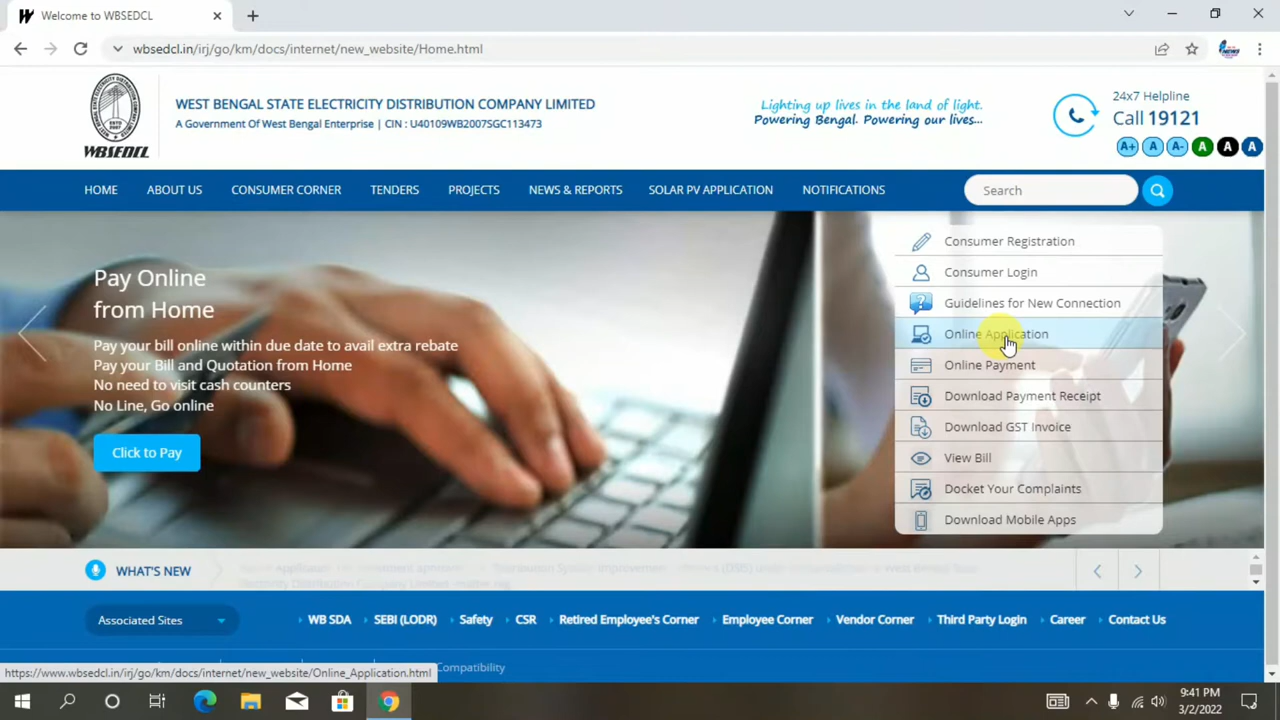 Welcome to WBSEDCL
wbsedcl.in/irj/go/km/docs/internet/new_website/Home.html
ESTD 2007
WBSEDCL
WEST BENGAL STATE ELECTRICITY DISTRIBUTION COMPANY LIMITED
A Government Of West Bengal Enterprise | CIN : U40109WB2007SGC113473
Lighting up lives in the land of light.
Powering Bengal. Powering our lives...
24x7 Helpline
Call 19121
A+ A A- A A A
HOME ABOUT US CONSUMER CORNER TENDERS PROJECTS NEWS & REPORTS SOLAR PV APPLICATION NOTIFICATIONS Search
Pay Online
from Home
Pay your bill online within due date to avail extra rebate
Pay your Bill and Quotation from Home
No need to visit cash counters
No Line, Go online
Click to Pay
Consumer Registration
Consumer Login
Guidelines for New Connection
Online Application
Online Payment
Download Payment Receipt
Download GST Invoice
View Bill
Docket Your Complaints
Download Mobile Apps
WHAT'S NEW
Associated Sites WB SDA SEBI (LODR) Safety CSR Retired Employee's Corner Employee Corner Vendor Corner Third Party Login Career Contact Us
https://www.wbsedcl.in/irj/go/km/docs/internet/new_website/Online_Application.html
Compatibility
9:41 PM
3/2/2022